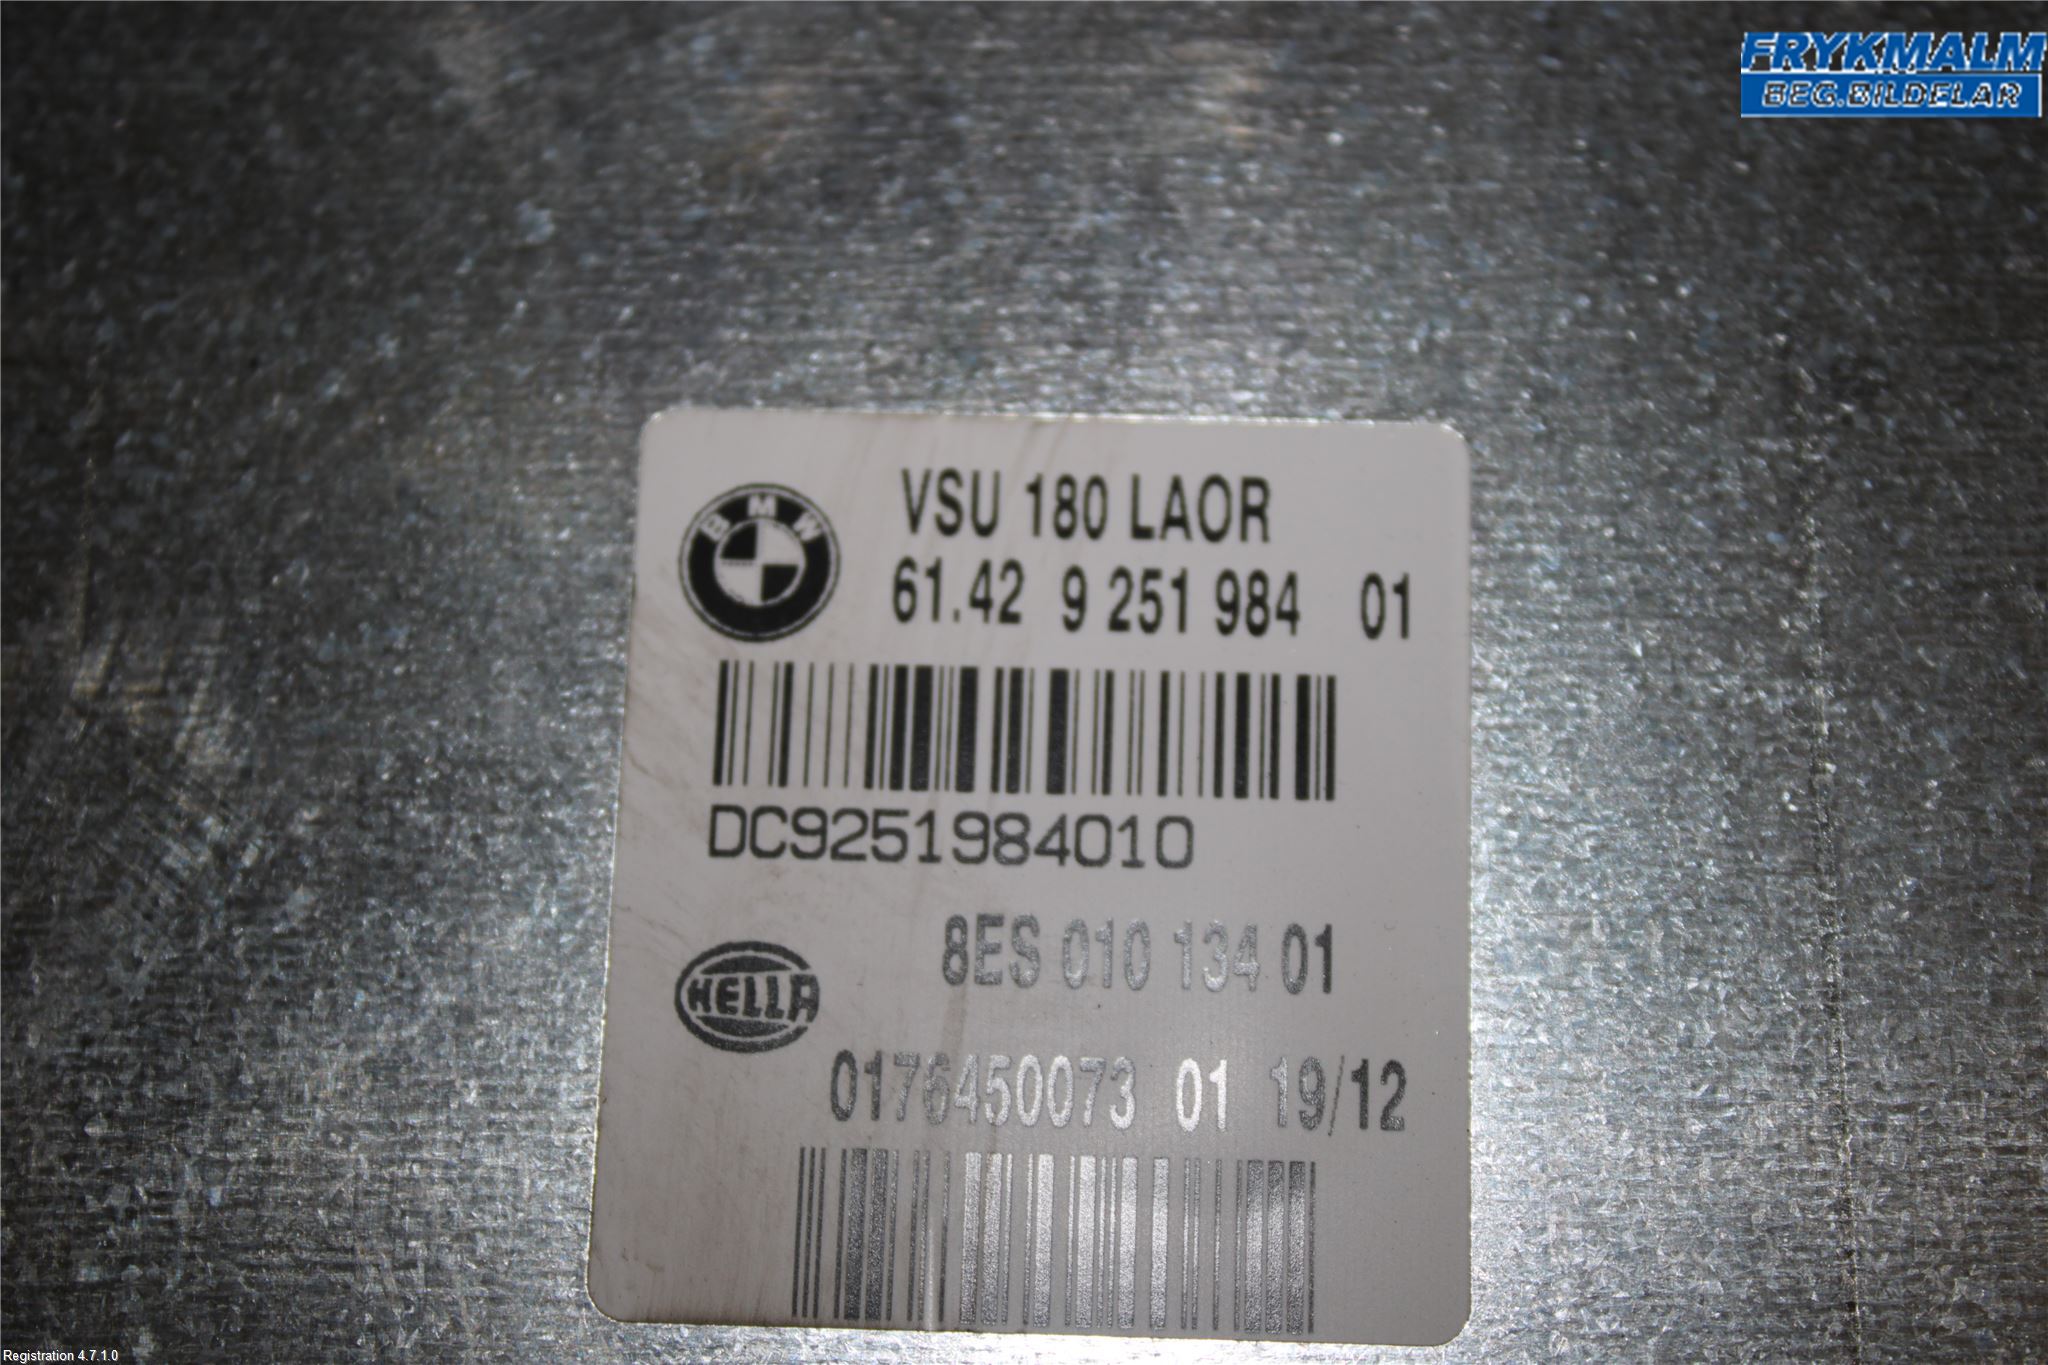 FRYKMALM
BEG.BILDELAR
BMW
VSU 180 LAOR
61.42 9 251 984 01
DC9251984010
8ES 010 134 01
HELLA
0176450073 01 19/12
Registration 4.7.1.0